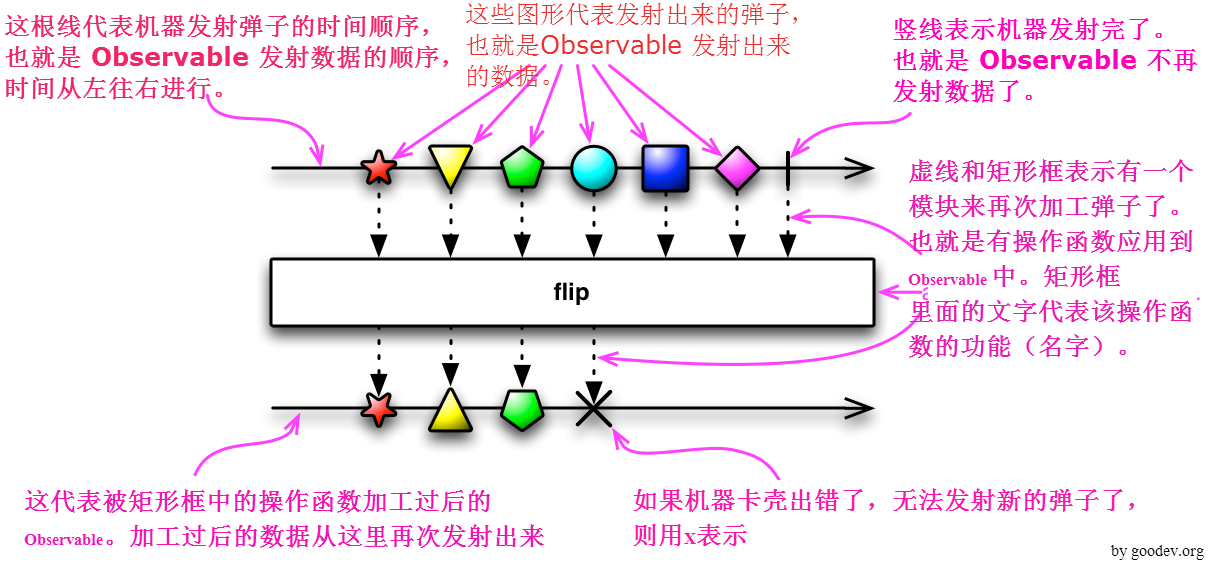 这根线代表机器发射弹子的时间顺序，
也就是 Observable 发射数据的顺序，
时间从左往右进行。
这些图形代表发射出来的弹子，
也就是Observable 发射出来
的数据。
竖线表示机器发射完了。
也就是 Observable 不再
发射数据了。
虚线和矩形框表示有一个
模块来再次加工弹子了。
也就是有操作函数应用到
Observable 中。矩形框
里面的文字代表该操作函
数的功能（名字）。
flip
这代表被矩形框中的操作函数加工过后的
Observable。加工过后的数据从这里再次发射出来
如果机器卡壳出错了，无法发射新的弹子了，
则用x表示
by goodev.org